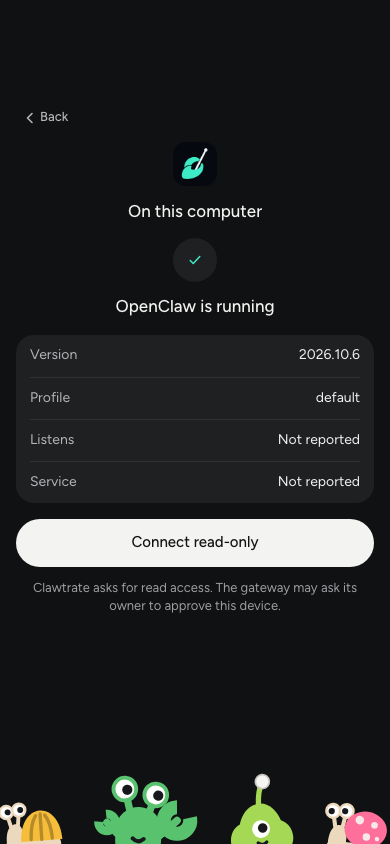 Back
On this computer
OpenClaw is running
Version 2026.10.6
Profile default
Listens Not reported
Service Not reported
Connect read-only
Clawtrate asks for read access. The gateway may ask its
owner to approve this device.